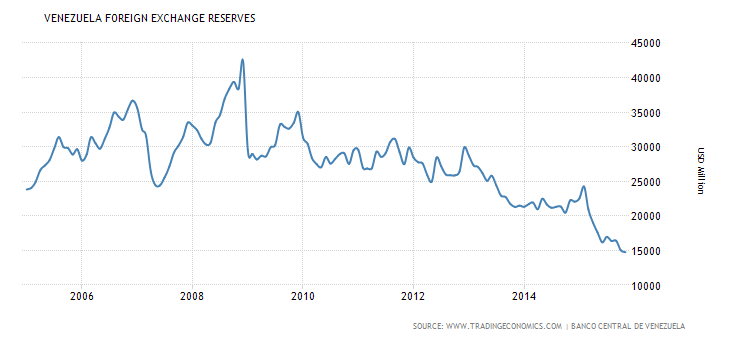 VENEZUELA FOREIGN EXCHANGE RESERVES
45000
40000
35000
30000
25000
20000
15000
10000
USD Million
2006 2008 2010 2012 2014
SOURCE: WWW.TRADINGECONOMICS.COM | BANCO CENTRAL DE VENEZUELA